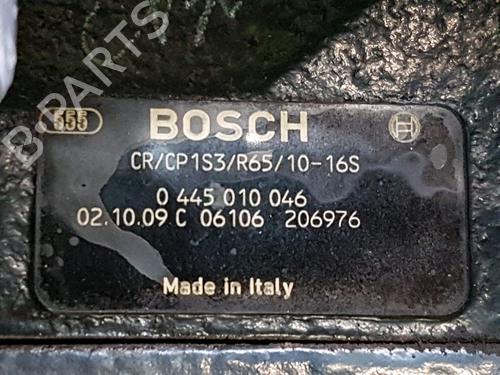 B-PARTS
555 BOSCH
CR/CP1S3/R65/10-16S
0 445 010 046
02.10.09 C 06106 206976
Made in Italy